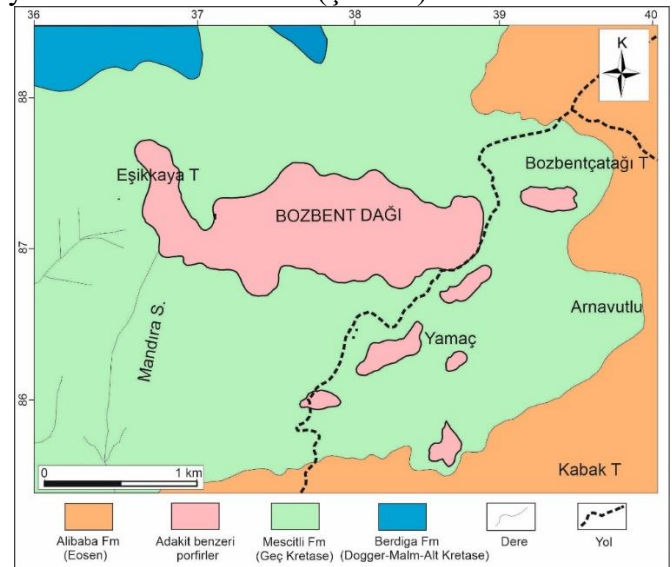 36 37 38 39 40
K
88
Bozbentçatağı T
Eşikkaya T
BOZBENT DAĞI
87
Arnavutlu
Mandıra S.
Yamaç
86
0 1 km
Kabak T
Alibaba Fm
(Eosen)
Adakit benzeri
porfirler
Mescitli Fm
(Geç Kretase)
Berdiga Fm
(Dogger-Malm-Alt Kretase)
Dere
Yol